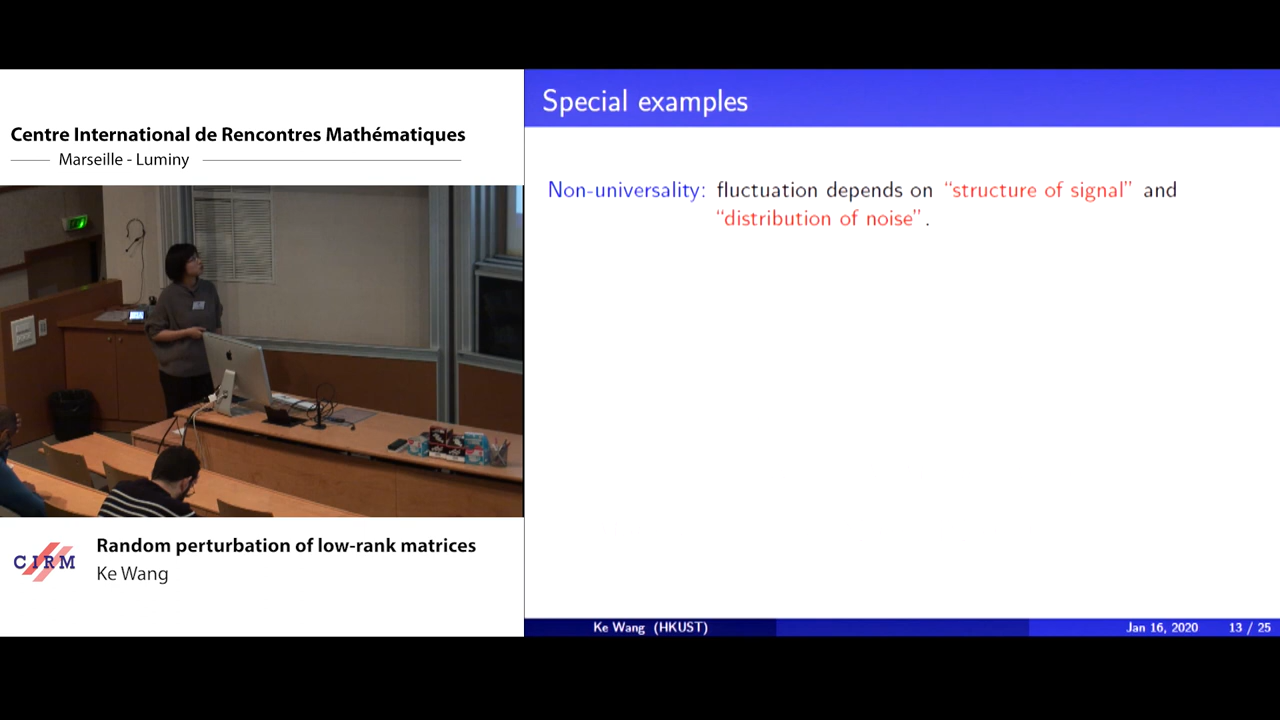 Centre International de Rencontres Mathématiques
Marseille - Luminy
CIRM
Random perturbation of low-rank matrices
Ke Wang
Special examples
Non-universality: fluctuation depends on “structure of signal” and
“distribution of noise”.
Ke Wang (HKUST)
Jan 16, 2020 13 / 25